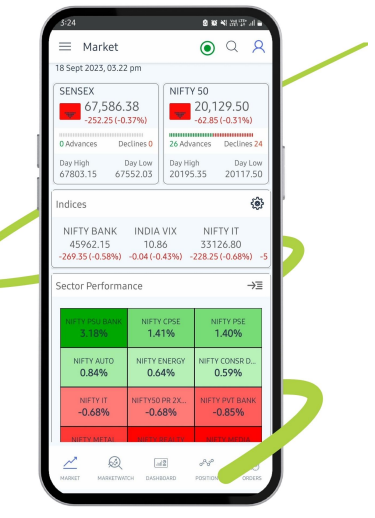 3:24
Market
18 Sept 2023, 03.22 pm
SENSEX
67,586.38
-252.25 (-0.37%)
0 Advances Declines 0
Day High Day Low
67803.15 67552.03
NIFTY 50
20,129.50
-62.85 (-0.31%)
26 Advances Declines 24
Day High Day Low
20195.35 20117.50
Indices
NIFTY BANK INDIA VIX NIFTY IT
45962.15 10.86 33126.80
-269.35 (-0.58%) -0.04 (-0.43%) -228.25 (-0.68%) -5
Sector Performance
NIFTY PSU BANK NIFTY CPSE NIFTY PSE
3.18% 1.41% 1.40%
NIFTY AUTO NIFTY ENERGY NIFTY CONSR D...
0.84% 0.64% 0.59%
NIFTY IT NIFTY50 PR 2X... NIFTY PVT BANK
-0.68% -0.68% -0.85%
NIFTY METAL NIFTY REALTY
MARKET MARKETWATCH DASHBOARD POSITION ORDERS